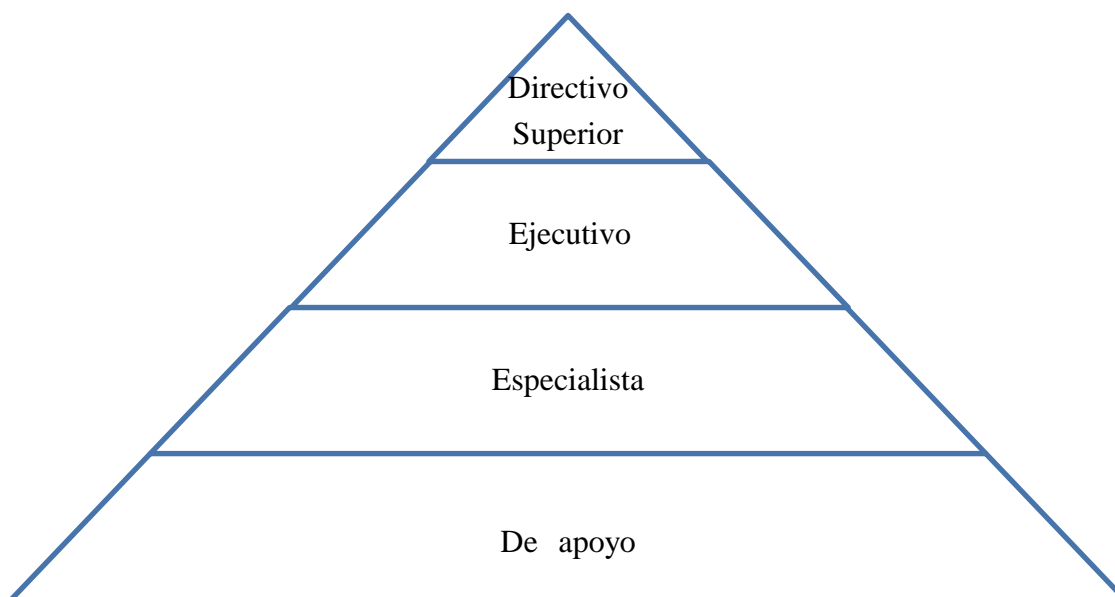 Directivo
Superior
Ejecutivo
Especialista
De apoyo